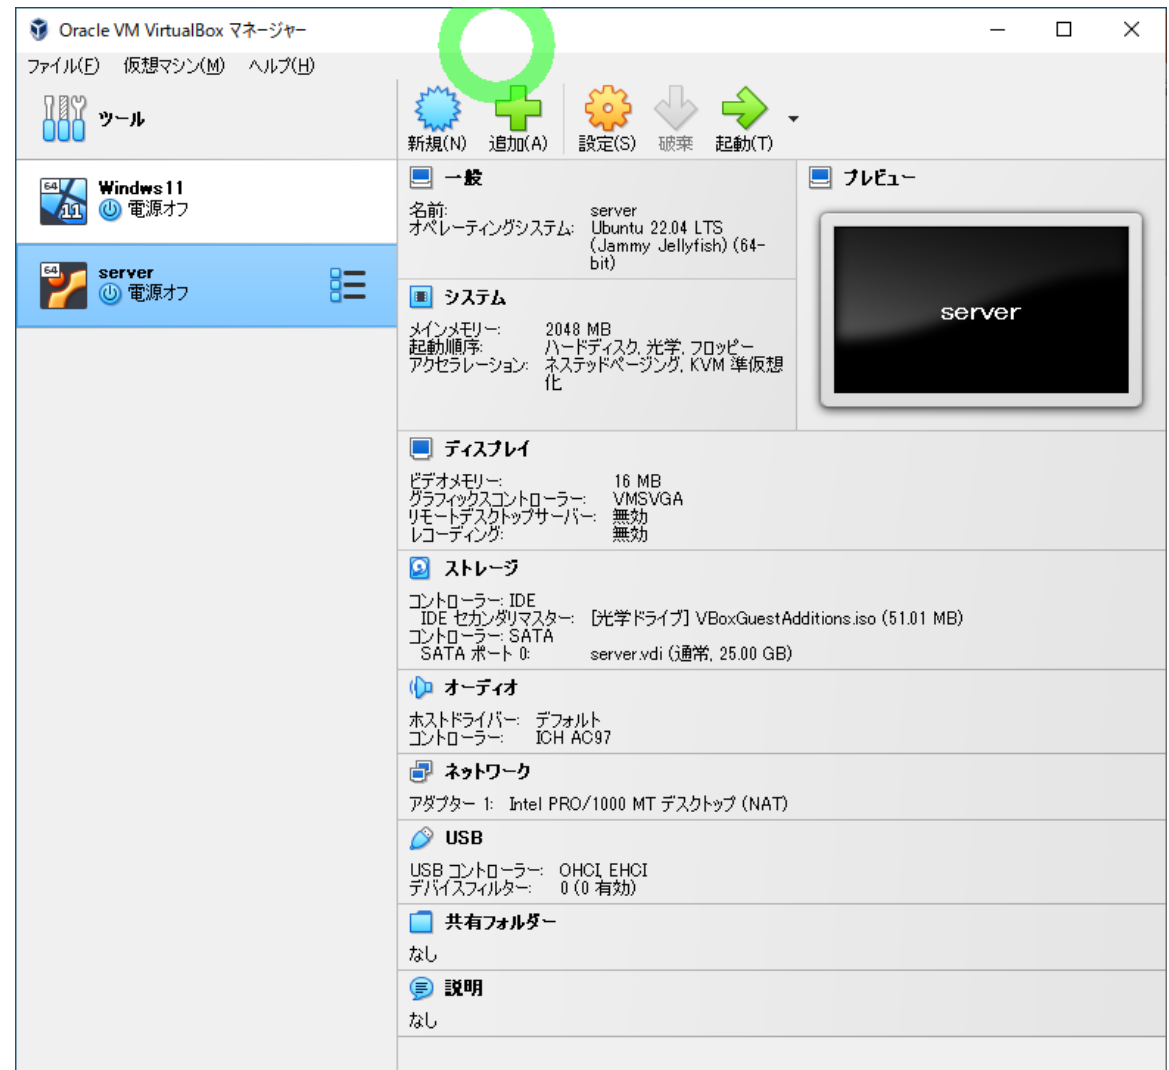 Oracle VM VirtualBox マネージャー
ファイル(F) 仮想マシン(M) ヘルプ(H)
ツール
新規(N) 追加(A) 設定(S) 破棄 起動(T)
64
11
Windws11
電源オフ
64
server
電源オフ
一般
名前: server
オペレーティングシステム: Ubuntu 22.04 LTS
(Jammy Jellyfish) (64-
bit)
プレビュー
server
システム
メインメモリー: 2048 MB
起動順序: ハードディスク, 光学, フロッピー
アクセラレーション: ネステッドページング, KVM 準仮想
化
ディスプレイ
ビデオメモリー: 16 MB
グラフィックスコントローラー: VMSVGA
リモートデスクトップサーバー: 無効
レコーディング: 無効
ストレージ
コントローラー: IDE
IDE セカンダリマスター: [光学ドライブ] VBoxGuestAdditions.iso (51.01 MB)
コントローラー: SATA
SATA ポート 0: server.vdi (通常, 25.00 GB)
オーディオ
ホストドライバー: デフォルト
コントローラー: ICH AC97
ネットワーク
アダプター 1: Intel PRO/1000 MT デスクトップ (NAT)
USB
USB コントローラー: OHCI, EHCI
デバイスフィルター: 0 (0 有効)
共有フォルダー
なし
説明
なし